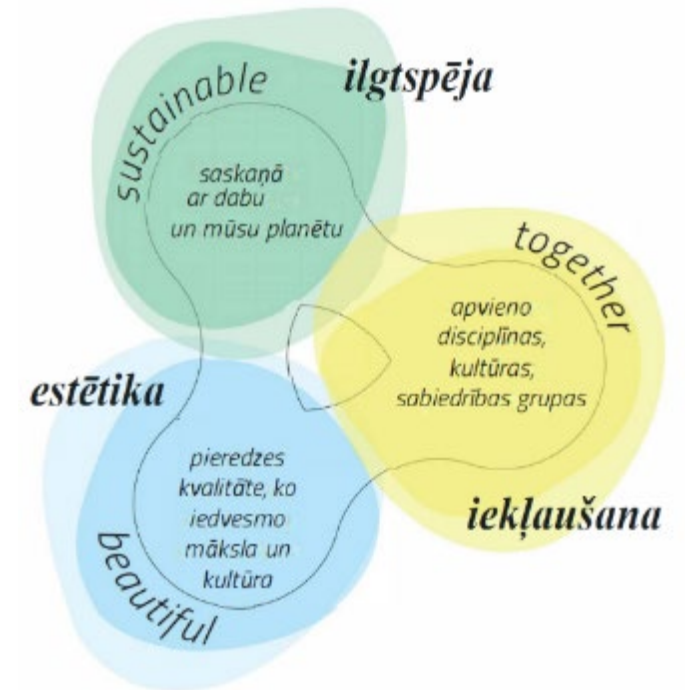 sustainable
ilgtspēja
saskaņā
ar dabu
un mūsu planētu
together
apvieno
disciplīnas,
kultūras,
sabiedrības grupas
iekļaušana
estētika
pieredzes
kvalitāte, ko
iedvesmo
māksla un
kultūra
beautiful